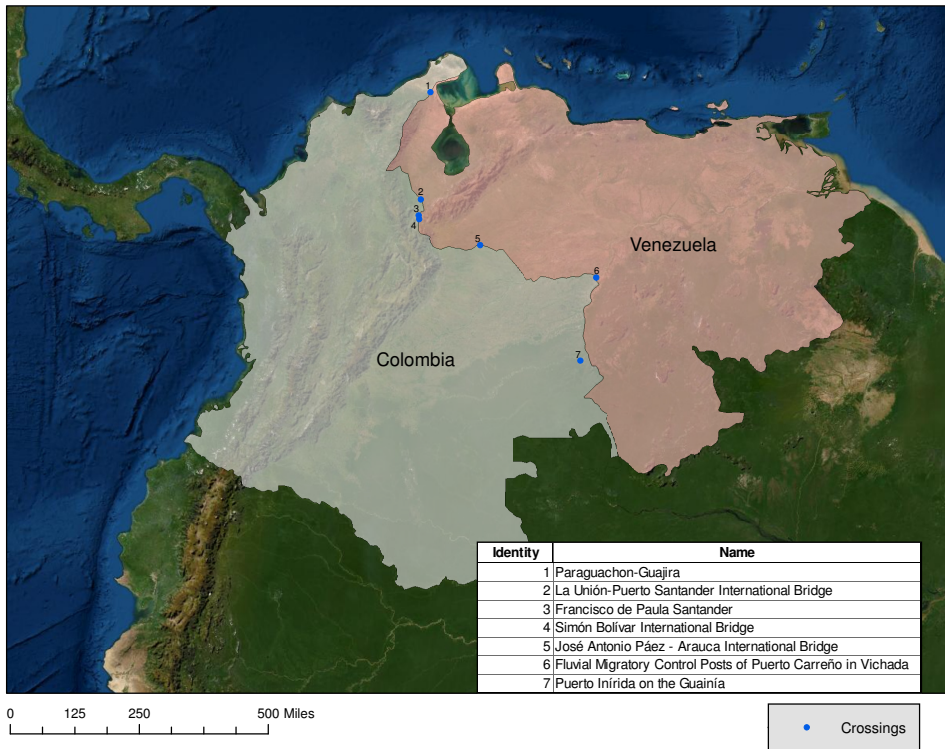 1
2
3
4
5
Venezuela
6
7
Colombia
Identity Name
1 Paraguachon-Guajira
2 La Unión-Puerto Santander International Bridge
3 Francisco de Paula Santander
4 Simón Bolívar International Bridge
5 José Antonio Páez - Arauca International Bridge
6 Fluvial Migratory Control Posts of Puerto Carreño in Vichada
7 Puerto Inírida on the Guainía
0 125 250 500 Miles
Crossings